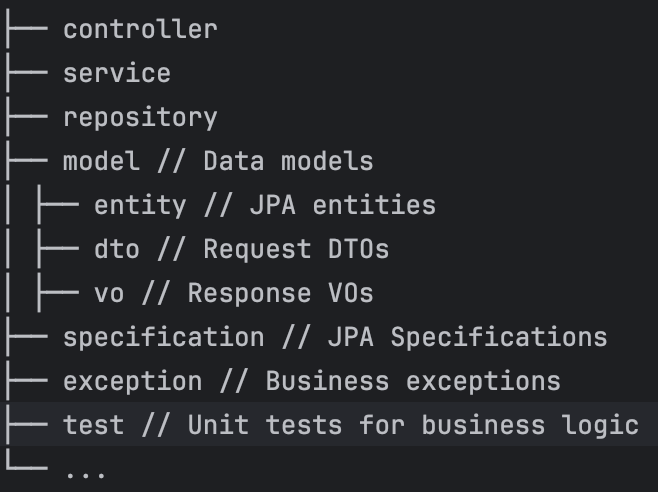 ├── controller
├── service
├── repository
├── model // Data models
│ ├── entity // JPA entities
│ ├── dto // Request DTOs
│ ├── vo // Response VOs
├── specification // JPA Specifications
├── exception // Business exceptions
├── test // Unit tests for business logic
└── ...